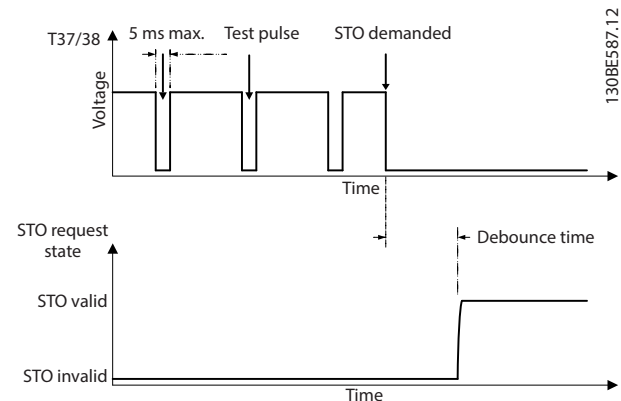 T37/38
5 ms max.
Test pulse
STO demanded
Voltage
Time
130BE587.12
STO request
state
Debounce time
STO valid
STO invalid
Time